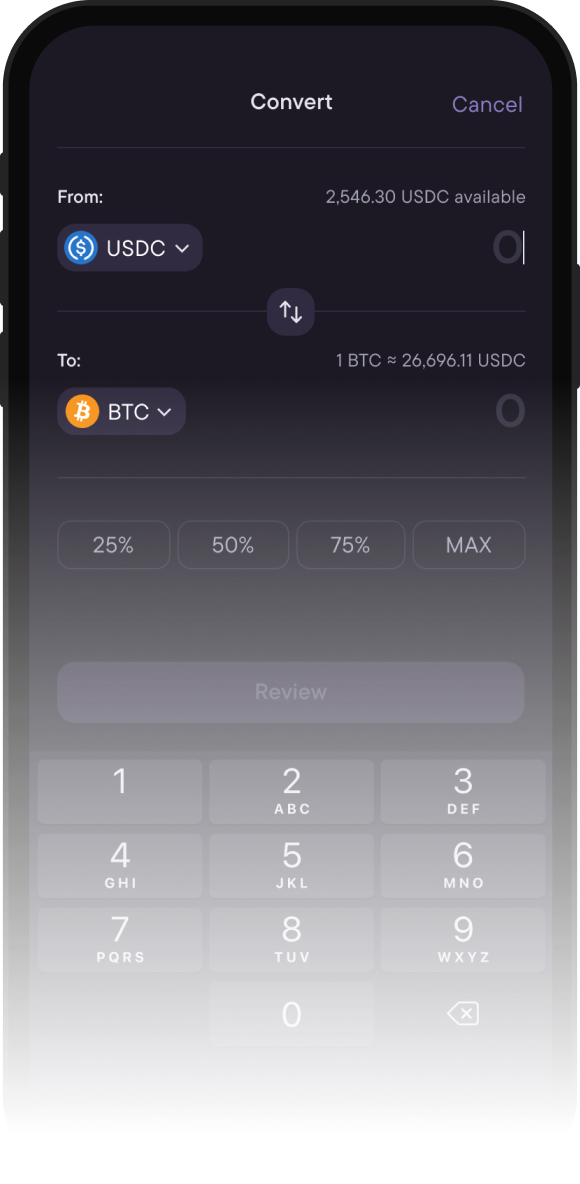 Convert Cancel
From: 2,546.30 USDC available
USDC 0
To: 1 BTC ≈ 26,696.11 USDC
BTC 0
25% 50% 75% MAX
Review
1 2 3
ABC DEF
4 5 6
GHI JKL MNO
7 8 9
PQRS TUV WXYZ
0